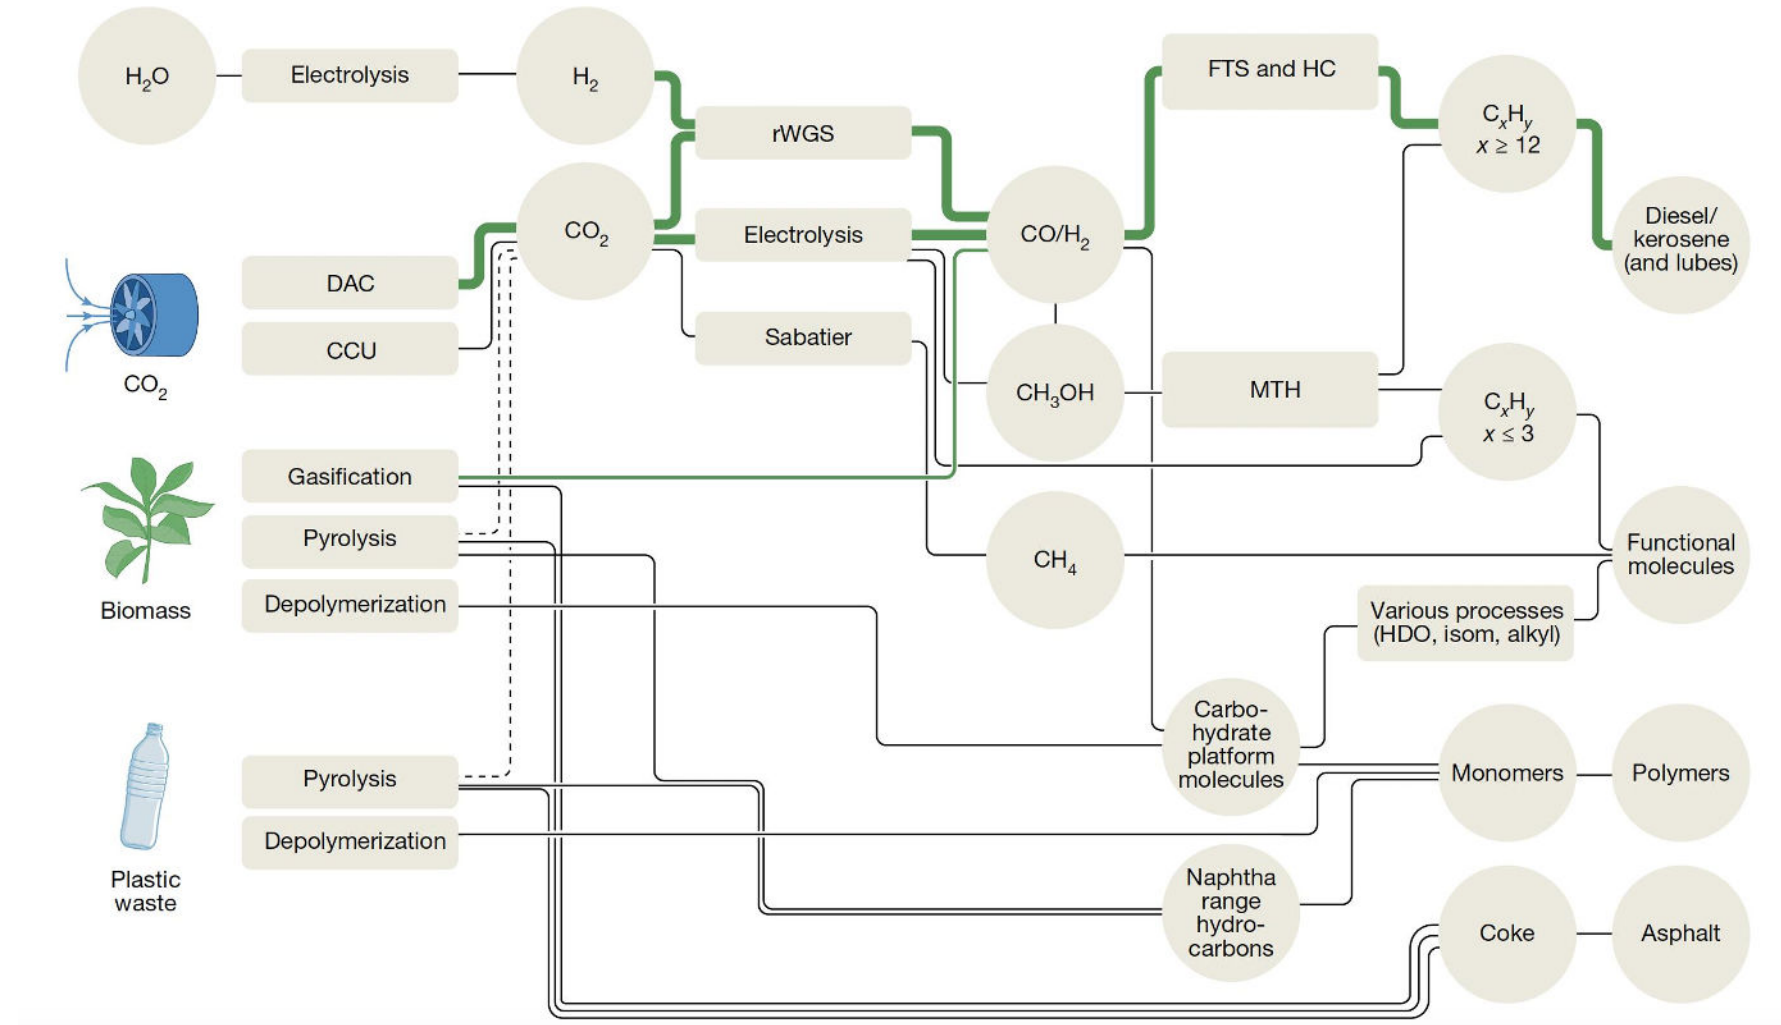 H₂O
Electrolysis
H₂
rWGS
FTS and HC
CₓHᵧ
x ≥ 12
Diesel/
kerosene
(and lubes)
CO₂
Electrolysis
CO/H₂
DAC
CCU
CO₂
Sabatier
CH₃OH
MTH
CₓHᵧ
x ≤ 3
Gasification
Pyrolysis
Depolymerization
Biomass
CH₄
Functional
molecules
Various processes
(HDO, isom, alkyl)
Carbo-
hydrate
platform
molecules
Monomers
Polymers
Pyrolysis
Depolymerization
Plastic
waste
Naphtha
range
hydro-
carbons
Coke
Asphalt